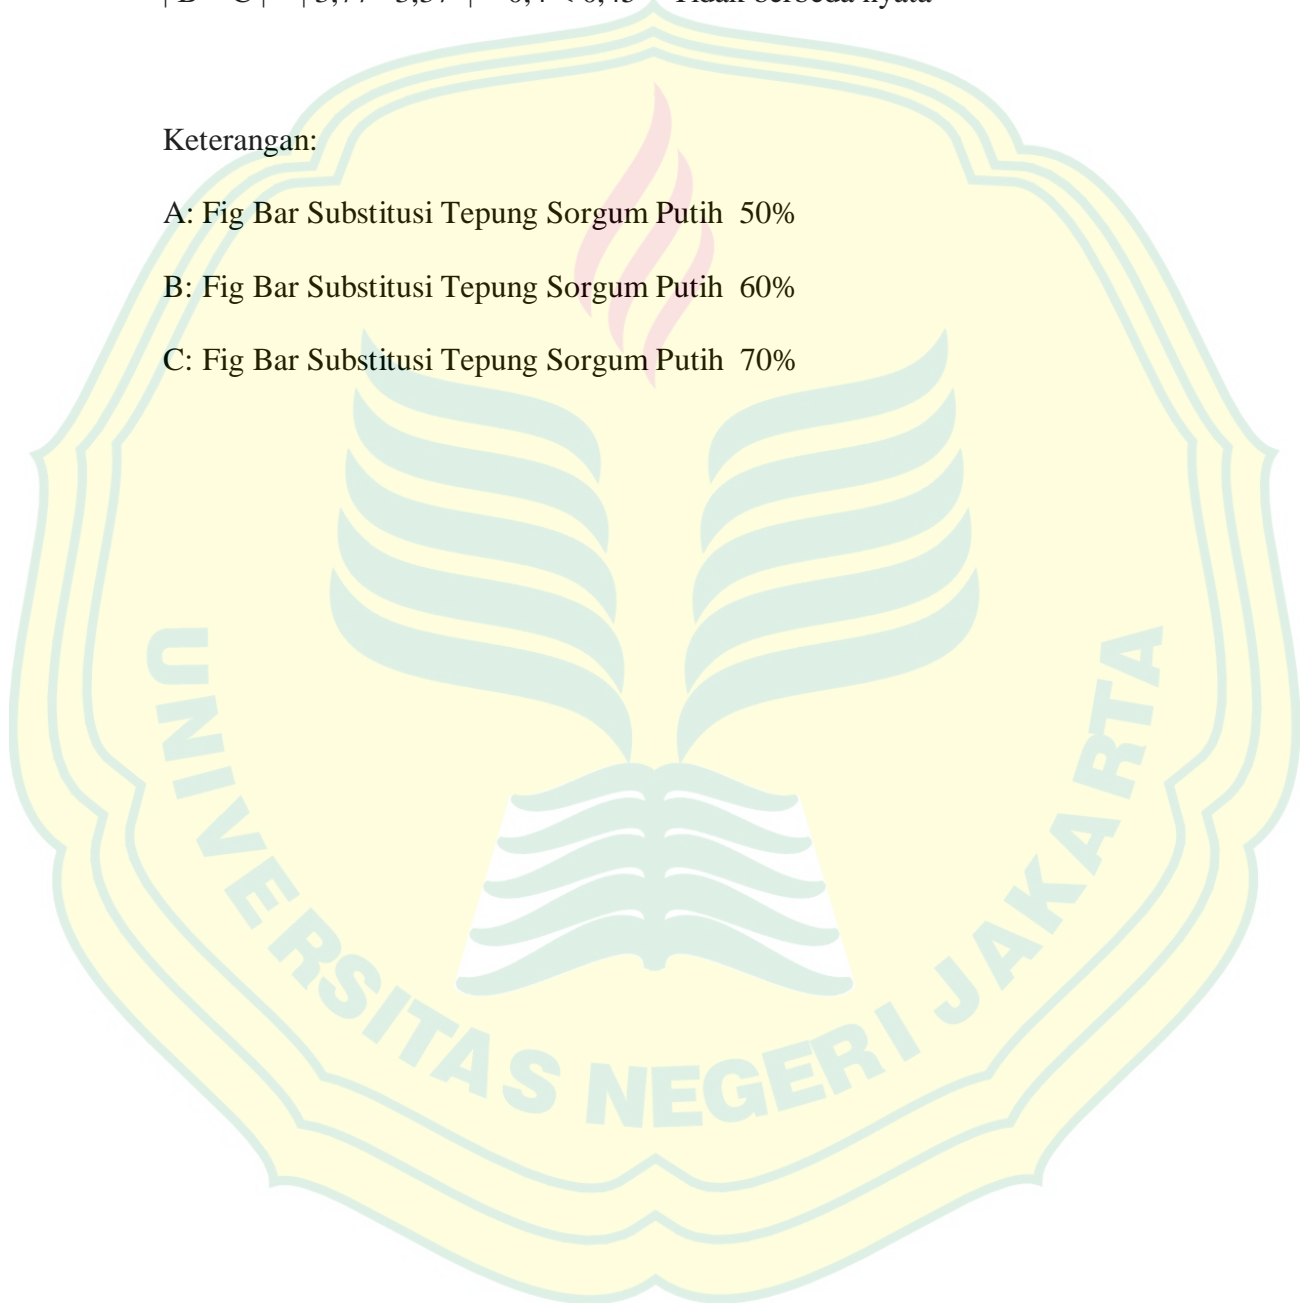 Keterangan:
A: Fig Bar Substitusi Tepung Sorgum Putih 50%
B: Fig Bar Substitusi Tepung Sorgum Putih 60%
C: Fig Bar Substitusi Tepung Sorgum Putih 70%
UNIVERSITAS NEGERI JAKARTA